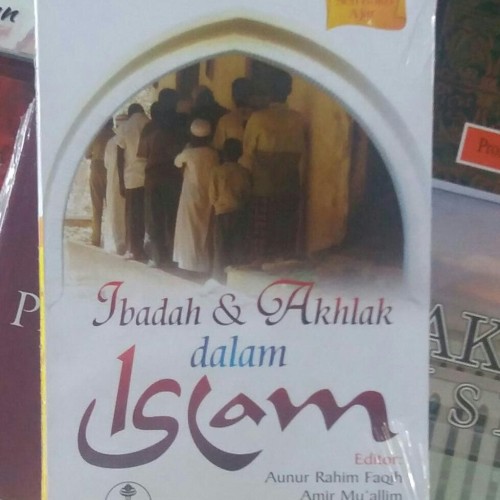 Ibadah & Akhlak
dalam
Islam
Editor:
Aunur Rahim Faqih
Amir Mu'allim